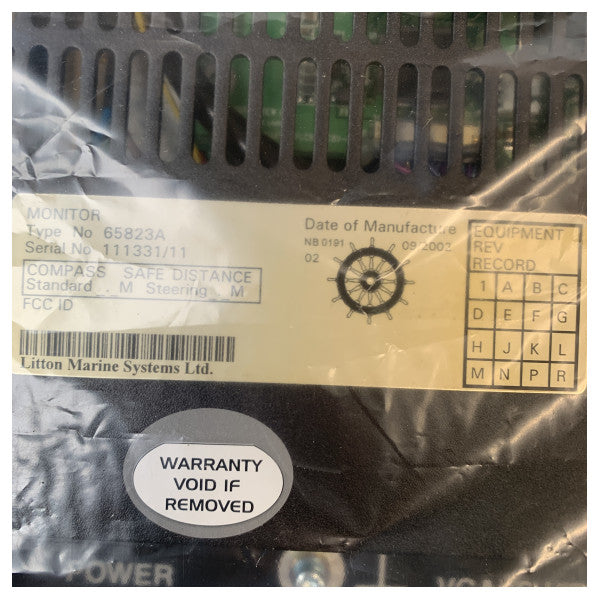 MONITOR
Type No 65823A
Serial No 111331/11
COMPASS SAFE DISTANCE
Standard . M Steering . M
FCC ID
Litton Marine Systems Ltd.
Date of Manufacture
NB 0191 09/2003
02
EQUIPMENT
REV
RECORD
1 A B C
D E F G
H J K L
M N P R
WARRANTY
VOID IF
REMOVED
POWER